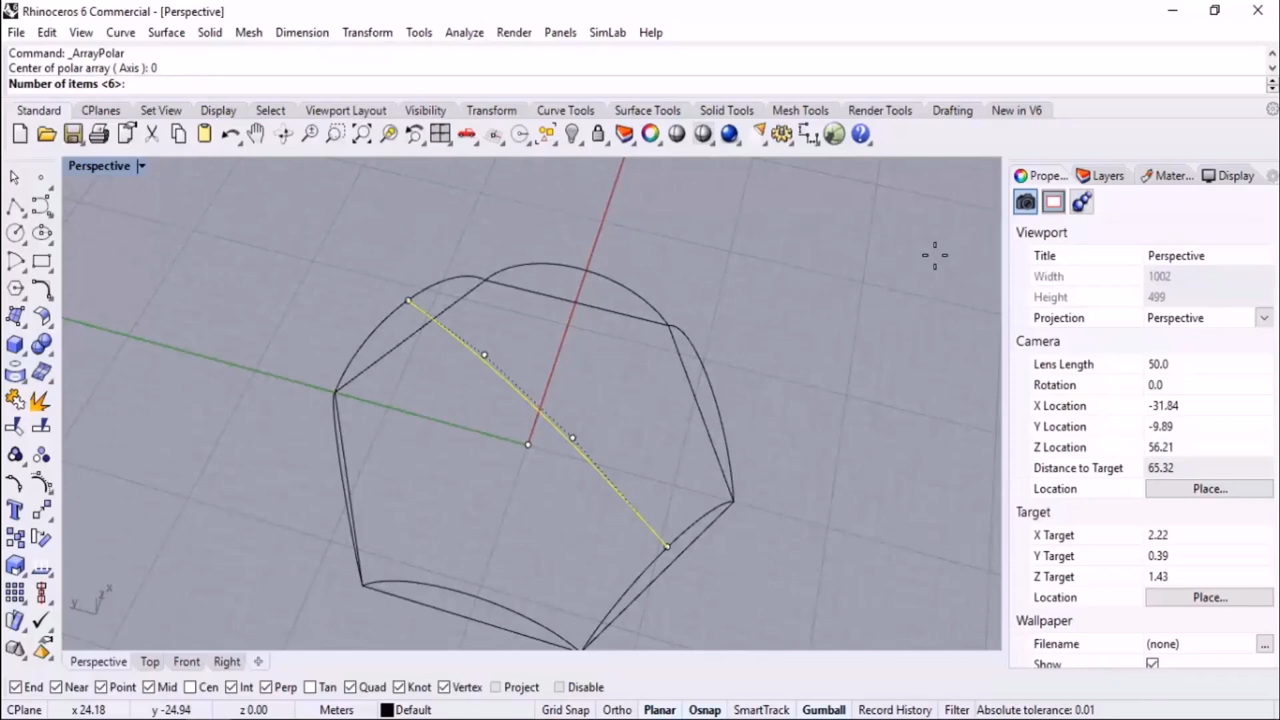 Rhinoceros 6 Commercial - [Perspective]
File Edit View Curve Surface Solid Mesh Dimension Transform Tools Analyze Render Panels SimLab Help
Command: _ArrayPolar
Center of polar array ( Axis ): 0
Number of items <6>:
Standard CPlanes Set View Display Select Viewport Layout Visibility Transform Curve Tools Surface Tools Solid Tools Mesh Tools Render Tools Drafting New in V6
Perspective
Prope... Layers Mater... Display
Viewport
Title Perspective
Width 1002
Height 499
Projection Perspective
Camera
Lens Length 50.0
Rotation 0.0
X Location -31.84
Y Location -9.89
Z Location 56.21
Distance to Target 65.32
Location Place...
Target
X Target 2.22
Y Target 0.39
Z Target 1.43
Location Place...
Wallpaper
Filename (none) ...
Show
y z x
Perspective Top Front Right
End Near Point Mid Cen Int Perp Tan Quad Knot Vertex Project Disable
CPlane x 24.18 y -24.94 z 0.00 Meters Default Grid Snap Ortho Planar Osnap SmartTrack Gumball Record History Filter Absolute tolerance: 0.01